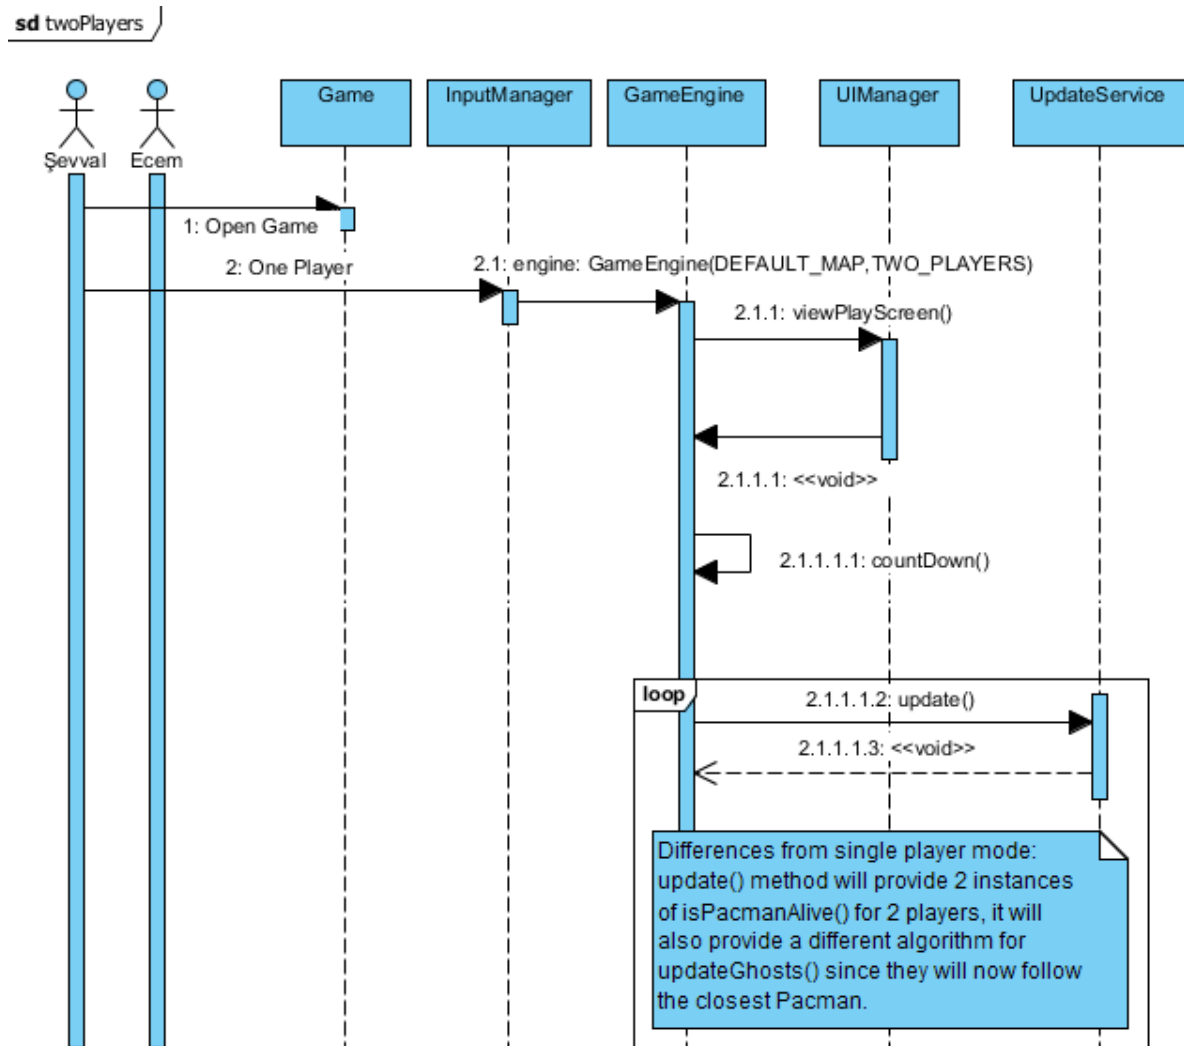 sd twoPlayers
Şevval
Ecem
Game
InputManager
GameEngine
UIManager
UpdateService
1: Open Game
2: One Player
2.1: engine: GameEngine(DEFAULT_MAP,TWO_PLAYERS)
2.1.1: viewPlayScreen()
2.1.1.1: <<void>>
2.1.1.1.1: countDown()
loop
2.1.1.1.2: update()
2.1.1.1.3: <<void>>
Differences from single player mode:
update() method will provide 2 instances
of isPacmanAlive() for 2 players, it will
also provide a different algorithm for
updateGhosts() since they will now follow
the closest Pacman.